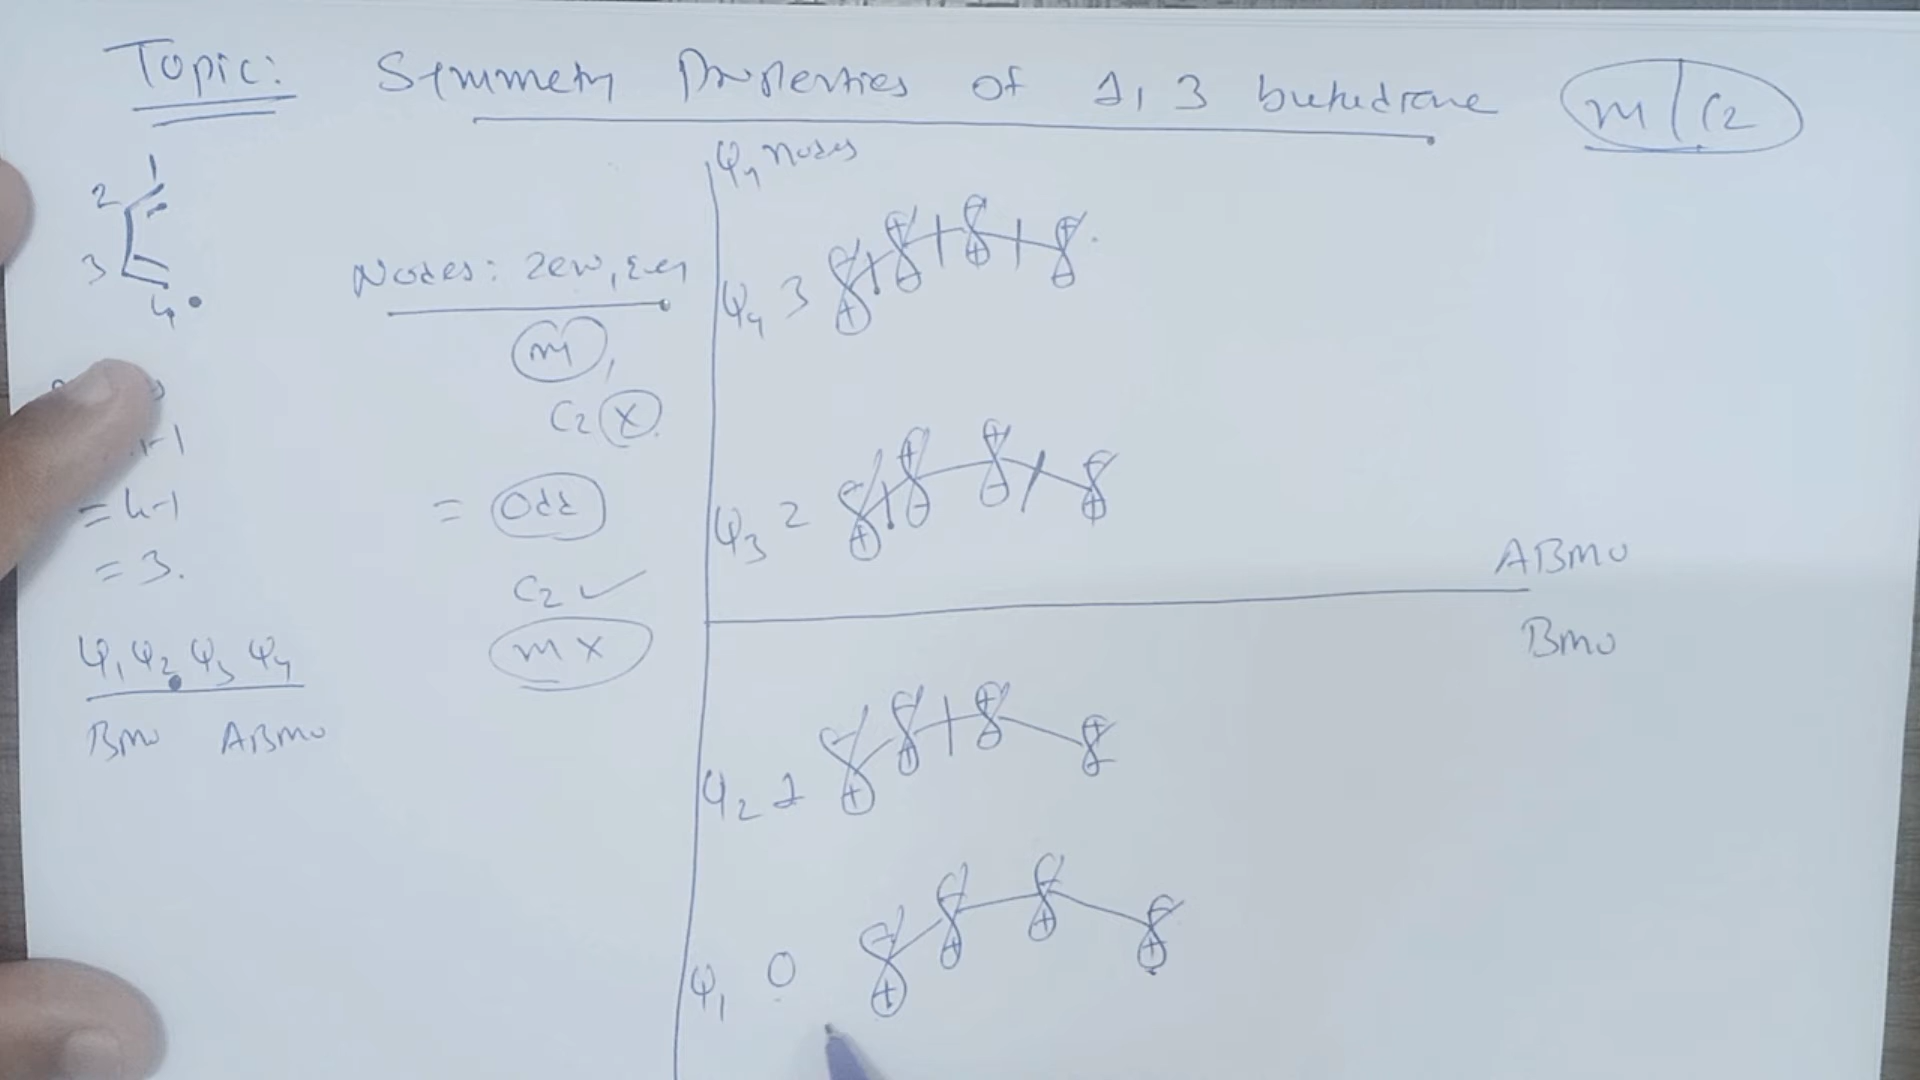 Topic: Symmetry Properties of 1,3 butadiene m/C2
1
2
3
4
Nodes: Zero, Even
m,
C2 X
= Odd
C2 ✓
m X
-1
= 4-1
= 3.
Ψ1 Ψ2 Ψ3 Ψ4
BMO ABMO
Ψ4 nodes
Ψ4 3
Ψ3 2
ABMO
BMO
Ψ2 1
Ψ1 0